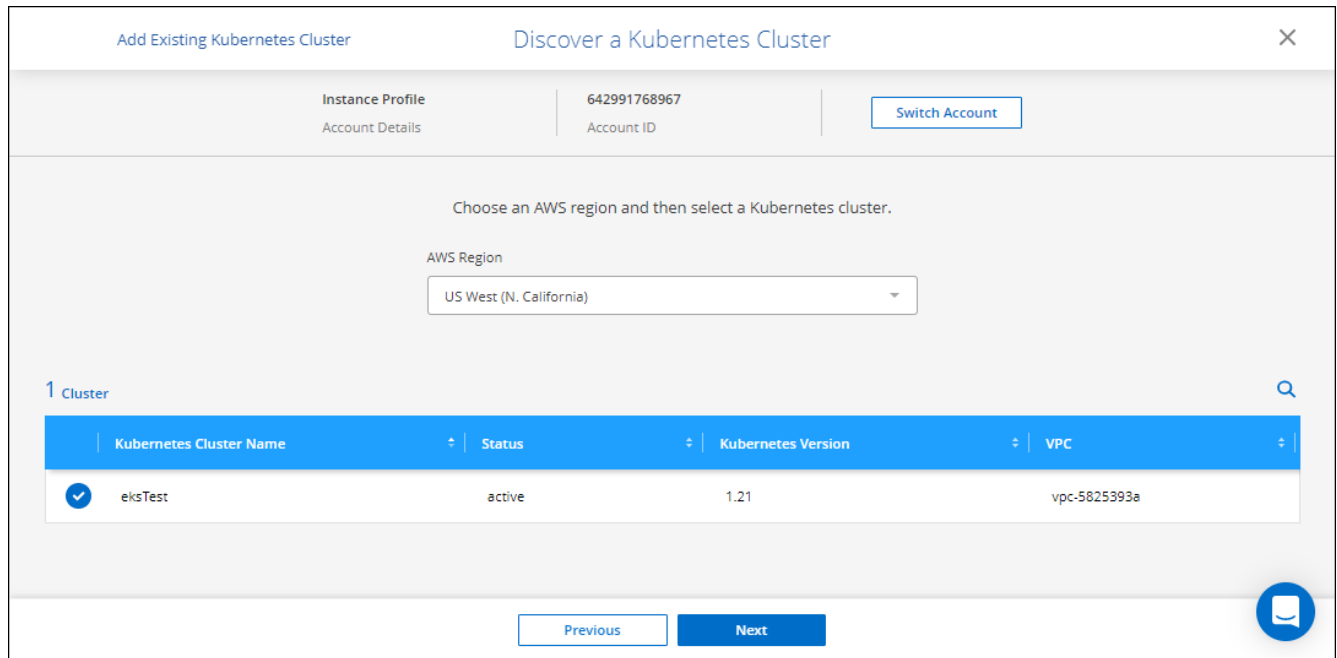 Add Existing Kubernetes Cluster Discover a Kubernetes Cluster
Instance Profile 642991768967 Switch Account
Account Details Account ID
Choose an AWS region and then select a Kubernetes cluster.
AWS Region
US West (N. California)
1 Cluster
Kubernetes Cluster Name Status Kubernetes Version VPC
eksTest active 1.21 vpc-5825393a
Previous Next